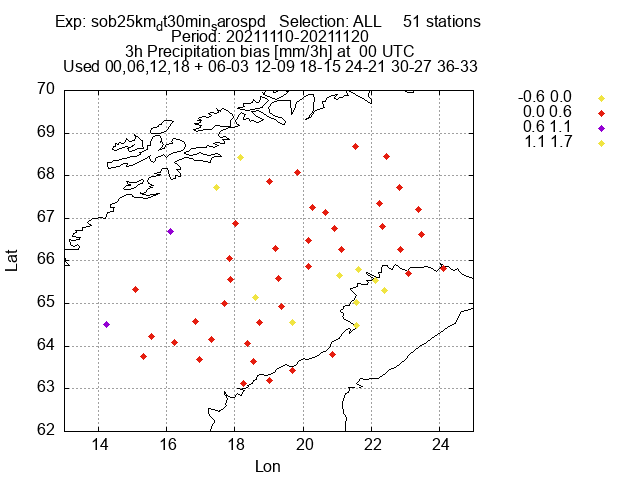 Exp: sob25km_dt30min_sarospd Selection: ALL 51 stations
Period: 20211110-20211120
3h Precipitation bias [mm/3h] at 00 UTC
Used 00,06,12,18 + 06-03 12-09 18-15 24-21 30-27 36-33
-0.6 0.0
0.0 0.6
0.6 1.1
1.1 1.7
70
69
68
67
66
65
64
63
62
Lat
14 16 18 20 22 24
Lon